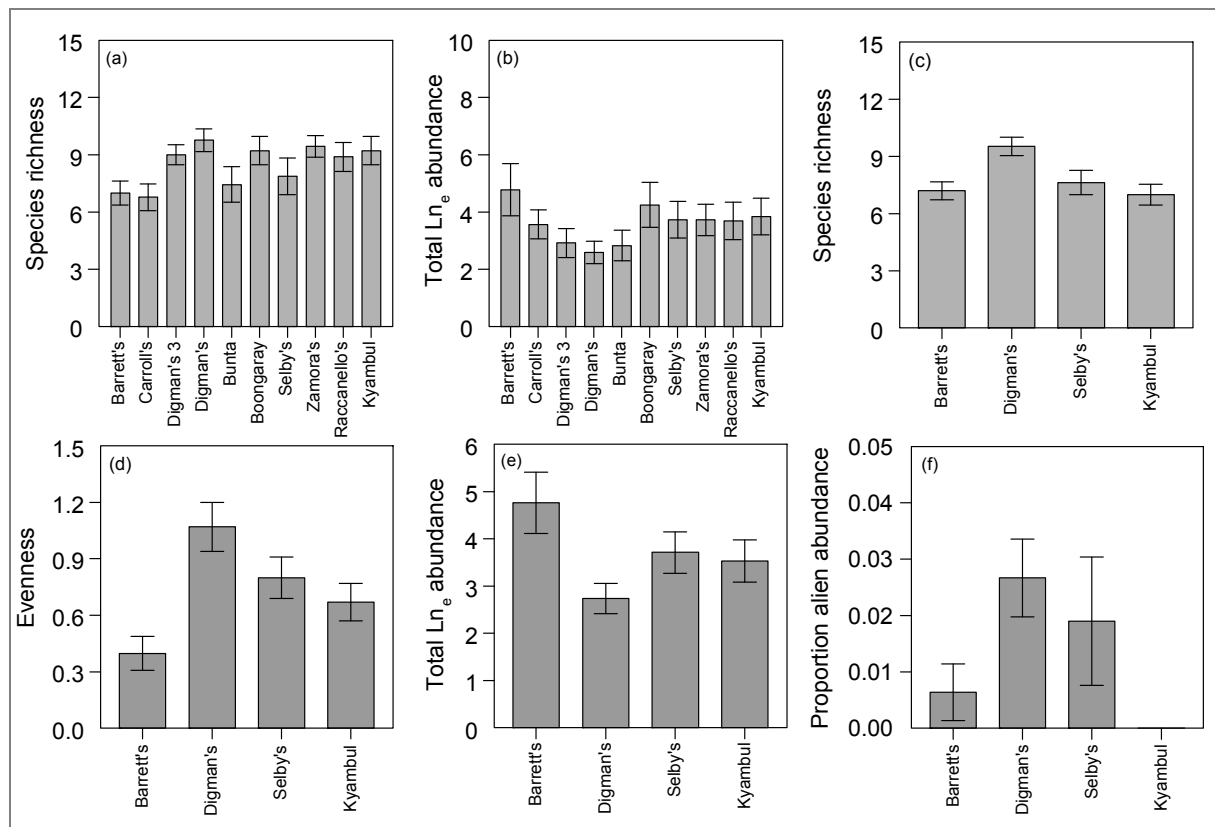 (a)
Species richness
15
12
9
6
3
0
Barrett's
Carroll's
Digman's 3
Digman's
Bunta
Boongaray
Selby's
Zamora's
Raccanello's
Kyambul
(b)
Total Lnₑ abundance
10
8
6
4
2
0
Barrett's
Carroll's
Digman's 3
Digman's
Bunta
Boongaray
Selby's
Zamora's
Raccanello's
Kyambul
(c)
Species richness
15
12
9
6
3
0
Barrett's
Digman's
Selby's
Kyambul
(d)
Evenness
1.5
1.2
0.9
0.6
0.3
0.0
Barrett's
Digman's
Selby's
Kyambul
(e)
Total Lnₑ abundance
6
5
4
3
2
1
0
Barrett's
Digman's
Selby's
Kyambul
(f)
Proportion alien abundance
0.05
0.04
0.03
0.02
0.01
0.00
Barrett's
Digman's
Selby's
Kyambul